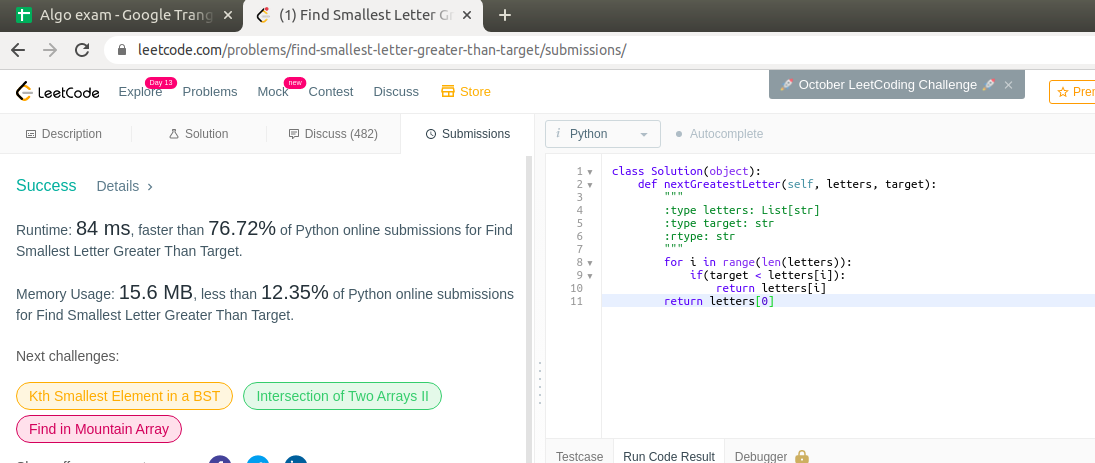 Algo exam - Google Trang
(1) Find Smallest Letter Gr
leetcode.com/problems/find-smallest-letter-greater-than-target/submissions/
LeetCode
Explore
Day 13
Problems
Mock
new
Contest
Discuss
Store
October LeetCoding Challenge
Prer
Description
Solution
Discuss (482)
Submissions
i Python
Autocomplete
Success
Details
Runtime: 84 ms, faster than 76.72% of Python online submissions for Find
Smallest Letter Greater Than Target.
Memory Usage: 15.6 MB, less than 12.35% of Python online submissions
for Find Smallest Letter Greater Than Target.
Next challenges:
Kth Smallest Element in a BST
Intersection of Two Arrays II
Find in Mountain Array
1 class Solution(object):
2     def nextGreatestLetter(self, letters, target):
3         """
4         :type letters: List[str]
5         :type target: str
6         :rtype: str
7         """
8         for i in range(len(letters)):
9             if(target < letters[i]):
10                 return letters[i]
11         return letters[0]
Testcase
Run Code Result
Debugger